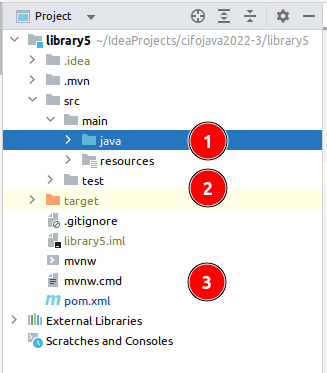 Project
library5 ~/IdeaProjects/cifojava2022-3/library5
.idea
.mvn
src
main
java
1
resources
2
test
target
.gitignore
library5.iml
mvnw
mvnw.cmd
3
pom.xml
External Libraries
Scratches and Consoles